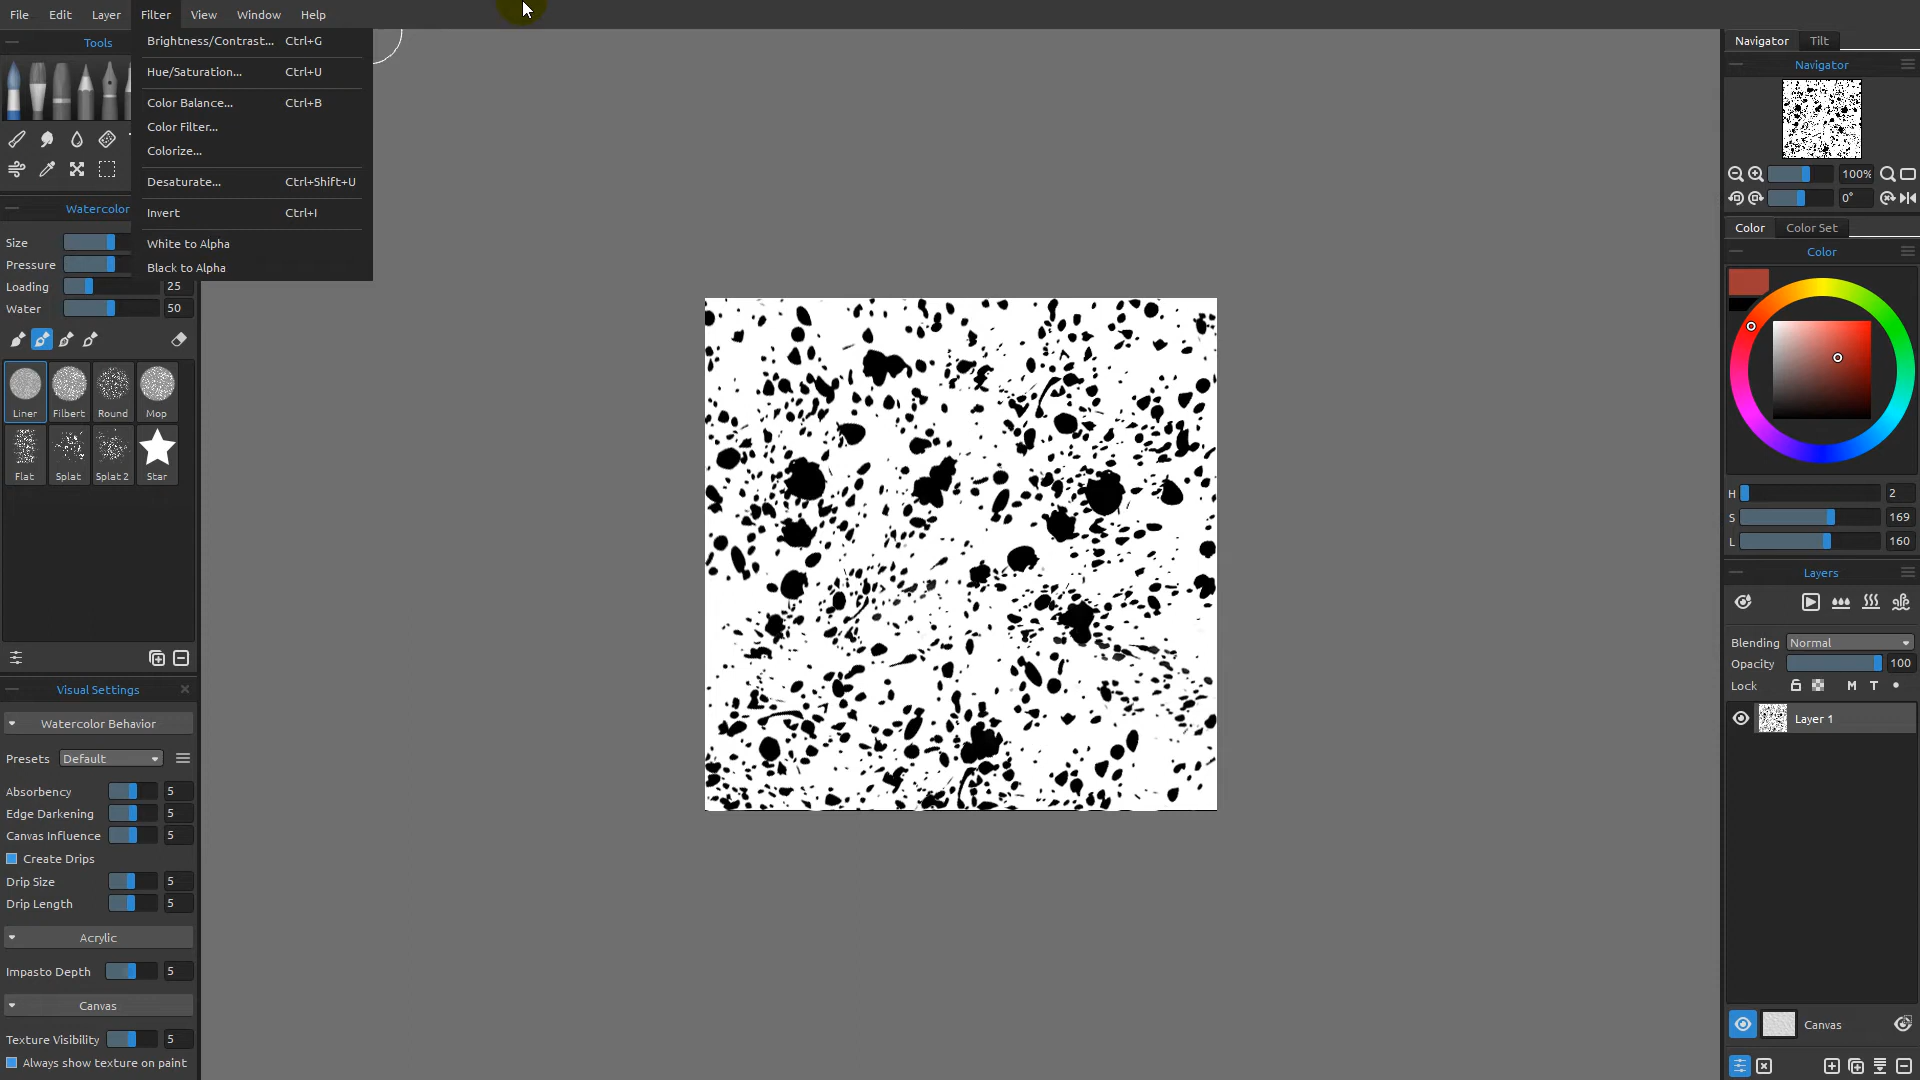 File Edit Layer Filter View Window Help
Tools
Brightness/Contrast... Ctrl+G
Hue/Saturation... Ctrl+U
Color Balance... Ctrl+B
Color Filter...
Colorize...
Desaturate... Ctrl+Shift+U
Invert Ctrl+I
White to Alpha
Black to Alpha
Watercolor
Size
Pressure
Loading 25
Water 50
Liner Filbert Round Mop
Flat Splat Splat 2 Star
Visual Settings
Watercolor Behavior
Presets Default
Absorbency 5
Edge Darkening 5
Canvas Influence 5
Create Drips
Drip Size 5
Drip Length 5
Acrylic
Impasto Depth 5
Canvas
Texture Visibility 5
Always show texture on paint
Navigator Tilt
Navigator
100%
0°
Color Color Set
Color
H 2
S 169
L 160
Layers
Blending Normal
Opacity 100
Lock M T
Layer 1
Canvas